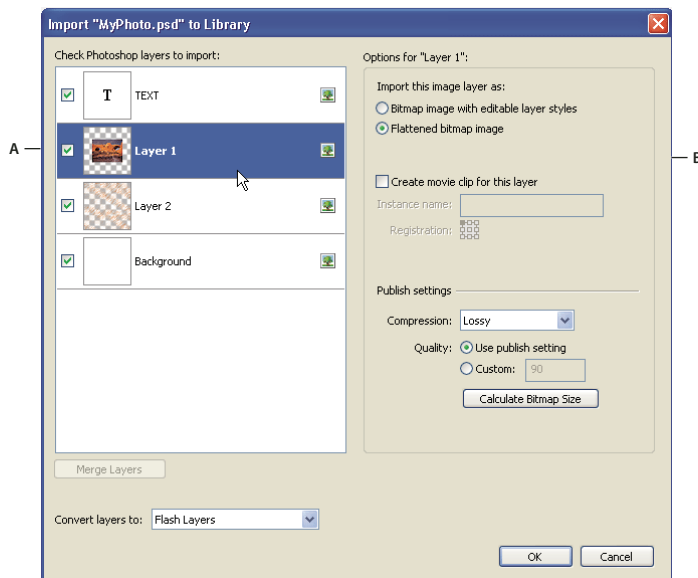 Import "MyPhoto.psd" to Library
Check Photoshop layers to import:
T TEXT
Layer 1
Layer 2
Background
Merge Layers
Convert layers to: Flash Layers
Options for "Layer 1":
Import this image layer as:
Bitmap image with editable layer styles
Flattened bitmap image
Create movie clip for this layer
Instance name:
Registration:
Publish settings
Compression: Lossy
Quality: Use publish setting
Custom: 90
Calculate Bitmap Size
OK Cancel
A
B